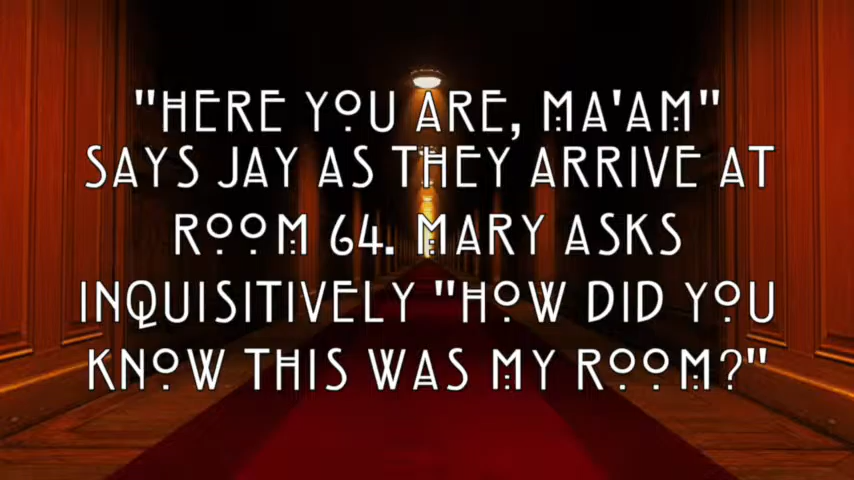 "HERE YOU ARE, MA'AM"
SAYS JAY AS THEY ARRIVE AT
ROOM 64. MARY ASKS
INQUISITIVELY "HOW DID YOU
KNOW THIS WAS MY ROOM?"